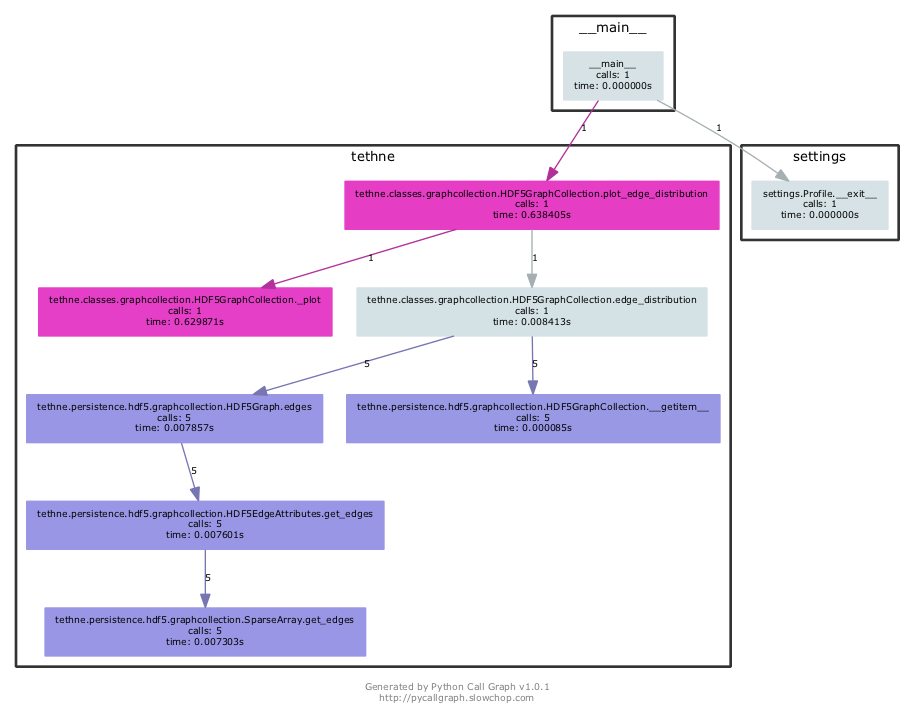 __main__
__main__
calls: 1
time: 0.000000s
1
1
tethne
settings
tethne.classes.graphcollection.HDF5GraphCollection.plot_edge_distribution
calls: 1
time: 0.638405s
settings.Profile.__exit__
calls: 1
time: 0.000000s
1
1
tethne.classes.graphcollection.HDF5GraphCollection._plot
calls: 1
time: 0.629871s
tethne.classes.graphcollection.HDF5GraphCollection.edge_distribution
calls: 1
time: 0.008413s
5
5
tethne.persistence.hdf5.graphcollection.HDF5Graph.edges
calls: 5
time: 0.007857s
tethne.persistence.hdf5.graphcollection.HDF5GraphCollection.__getitem__
calls: 5
time: 0.000085s
5
tethne.persistence.hdf5.graphcollection.HDF5EdgeAttributes.get_edges
calls: 5
time: 0.007601s
5
tethne.persistence.hdf5.graphcollection.SparseArray.get_edges
calls: 5
time: 0.007303s
Generated by Python Call Graph v1.0.1
http://pycallgraph.slowchop.com